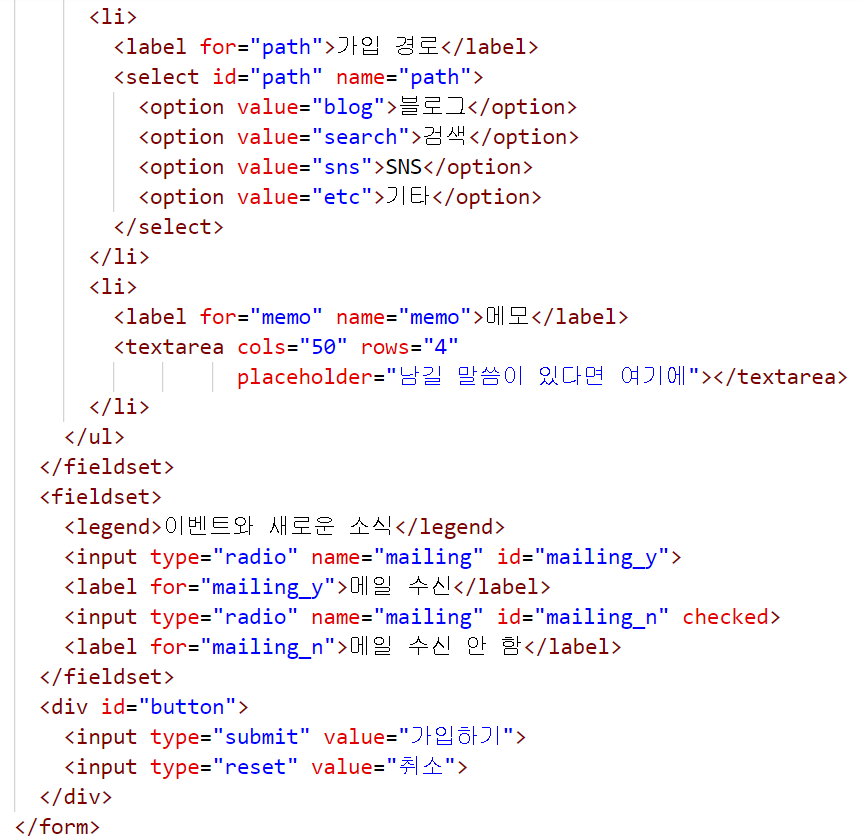 <li>
<label for="path">가입 경로</label>
<select id="path" name="path">
<option value="blog">블로그</option>
<option value="search">검색</option>
<option value="sns">SNS</option>
<option value="etc">기타</option>
</select>
</li>
<li>
<label for="memo" name="memo">메모</label>
<textarea cols="50" rows="4"
placeholder="남길 말씀이 있다면 여기에"></textarea>
</li>
</ul>
</fieldset>
<fieldset>
<legend>이벤트와 새로운 소식</legend>
<input type="radio" name="mailing" id="mailing_y">
<label for="mailing_y">메일 수신</label>
<input type="radio" name="mailing" id="mailing_n" checked>
<label for="mailing_n">메일 수신 안 함</label>
</fieldset>
<div id="button">
<input type="submit" value="가입하기">
<input type="reset" value="취소">
</div>
</form>